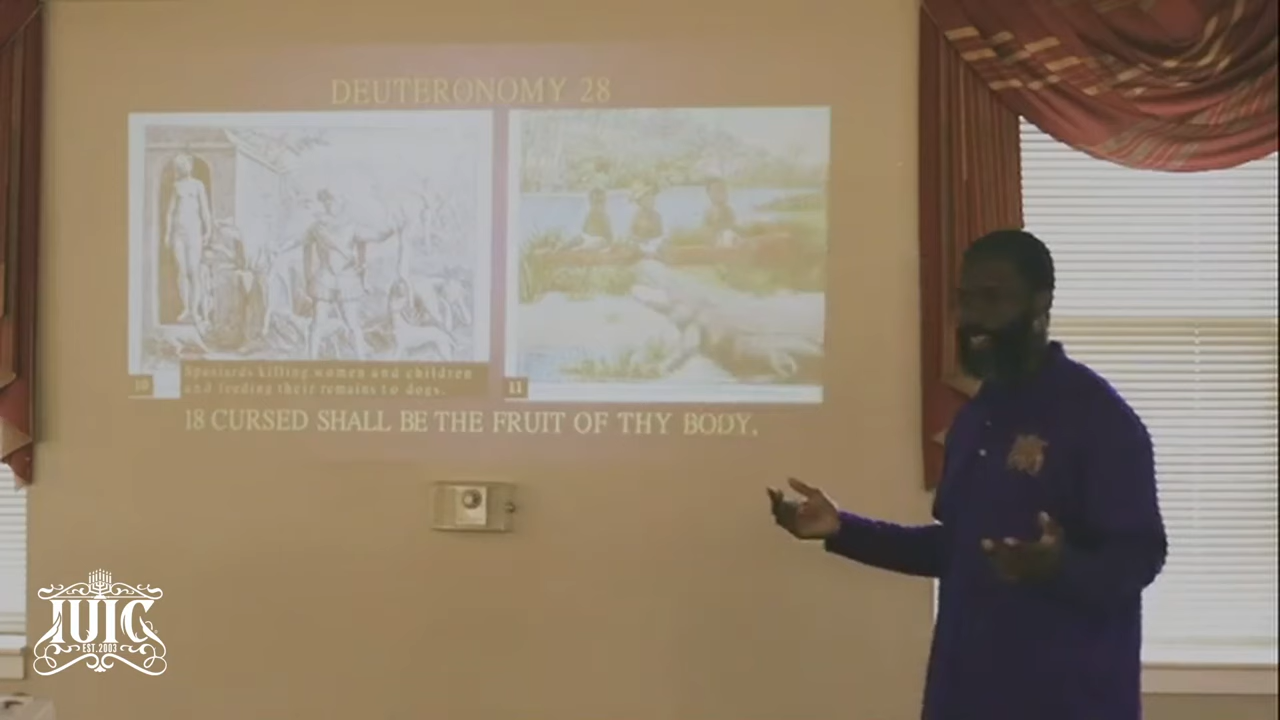 DEUTERONOMY 28
10
Spaniards killing women and children
and feeding their remains to dogs.
11
18 CURSED SHALL BE THE FRUIT OF THY BODY,
IUIC
EST. 2003